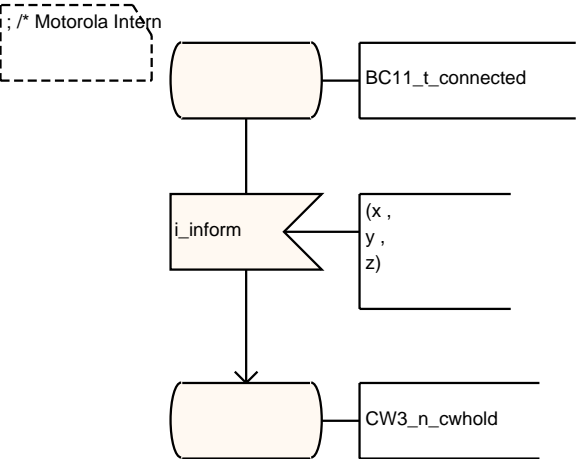 ; /* Motorola Intern
BC11_t_connected
i_inform
(x ,
y ,
z)
CW3_n_cwhold